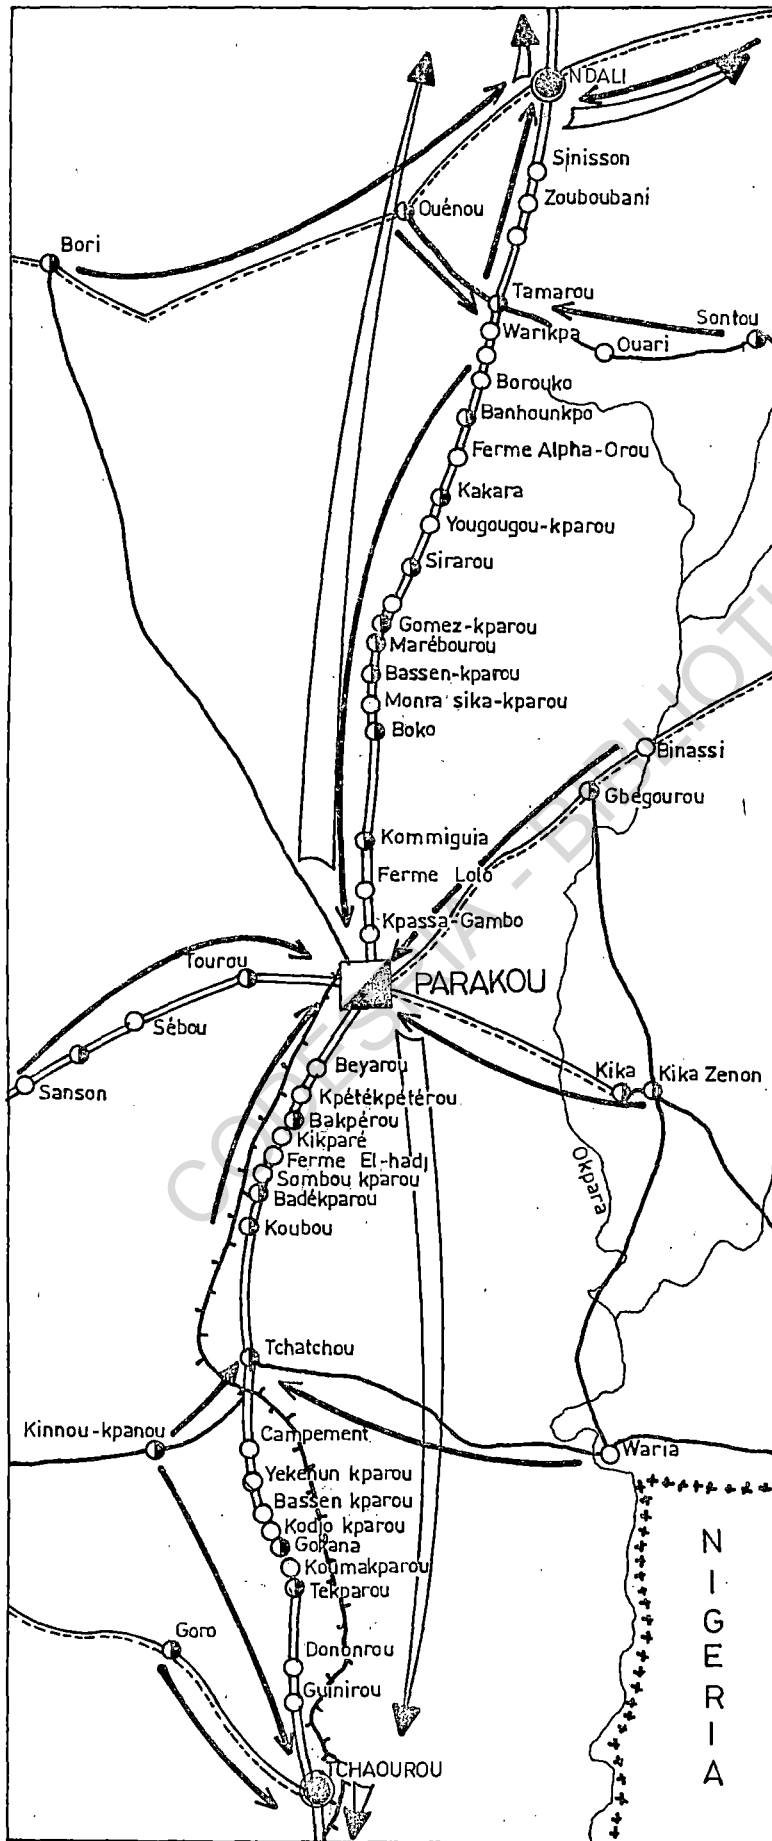 NDALI
Sinisson
Zouboubani
Ouénou
Bori
Tamarou
Sontou
Warikpa
Ouari
Borouko
Banhounkpo
Ferme Alpha-Orou
Kakara
Yougougou-kparou
Sirarou
Gomez-kparou
Marébourou
Bassen-kparou
Monra sika-kparou
Boko
Binassi
Gbégourou
Kommiguia
Ferme Lolo
Kpassa-Gambo
Tourou
PARAKOU
Sébou
Sanson
Beyarou
Kika
Kika Zenon
Kpétékpétérou
Bakpérou
Kikparé
Ferme El-hadj
Sombou kparou
Badékparou
Okpara
Koubou
Tchatchou
Kinnou-kpanou
Campement
Waria
Yekenun kparou
Bassen kparou
Kodjo kparou
Gokana
Koumakparou
Tekparou
NIGERIA
Goro
Dononrou
Guinirou
TCHAOUROU